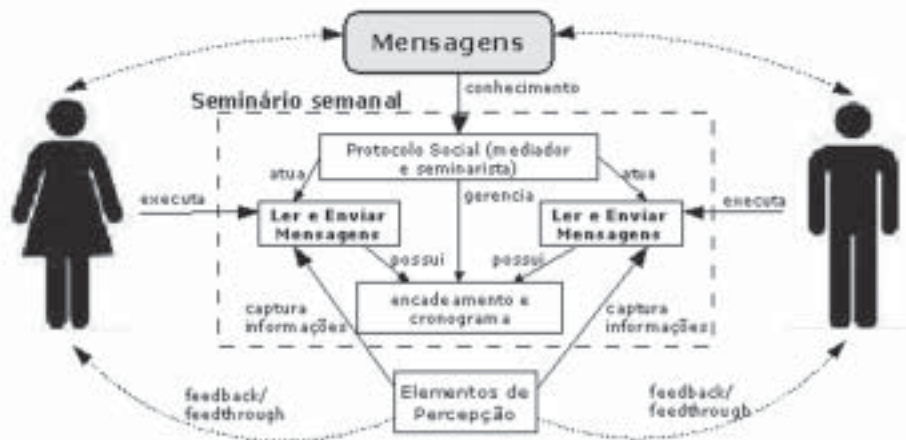 Mensagens
conhecimento
Seminário semanal
Protocolo Social (mediador
e seminarista)
atua
atua
executa
gerencia
executa
Ler e Enviar
Mensagens
Ler e Enviar
Mensagens
possui
possui
encadeamento e
cronograma
captura
informações
captura
informações
feedback/
feedthrough
Elementos de
Percepção
feedback/
feedthrough